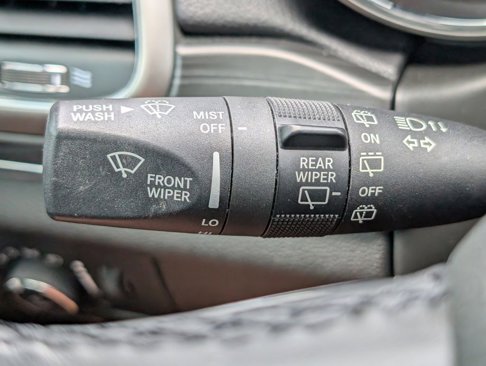 PUSH
WASH
MIST
OFF
FRONT
WIPER
LO
REAR
WIPER
ON
OFF